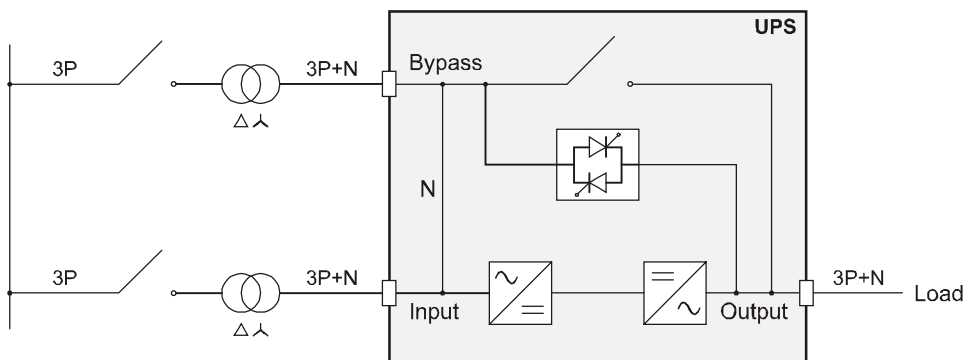 UPS
3P
3P+N
Bypass
N
3P
3P+N
Input
Output
3P+N
Load